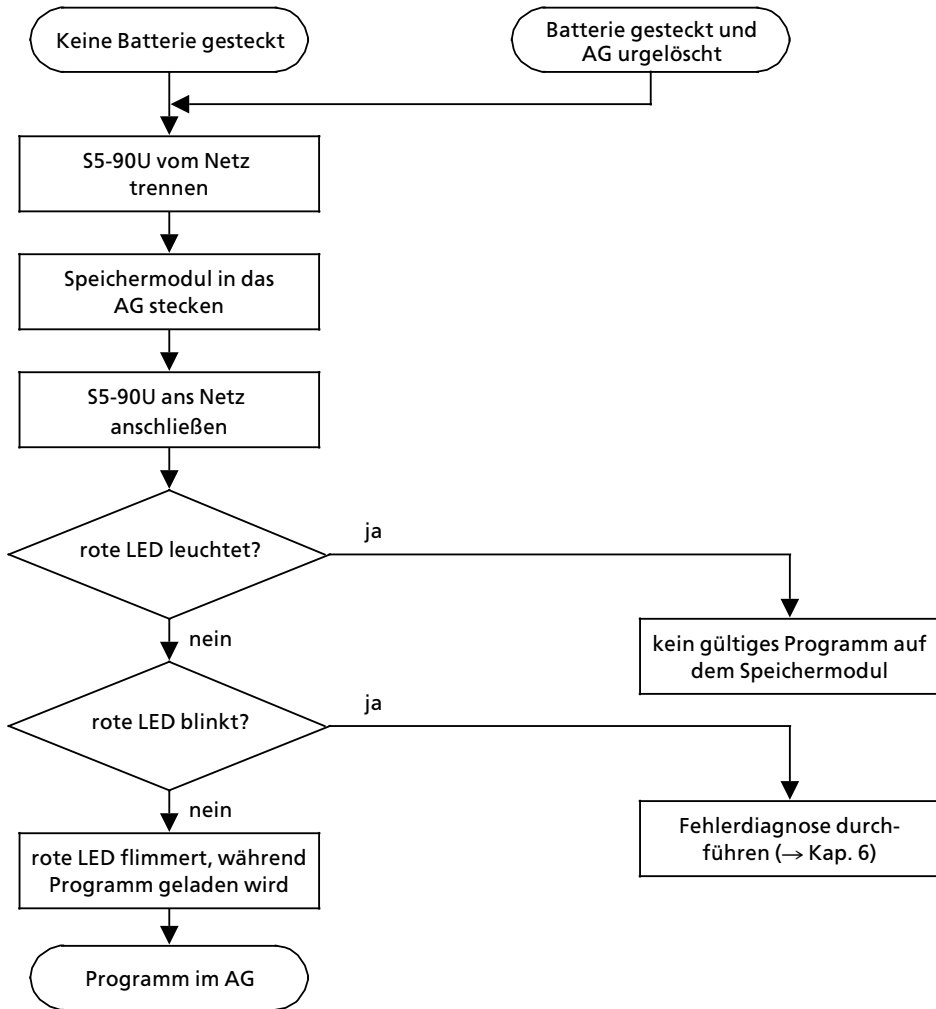 Keine Batterie gesteckt
Batterie gesteckt und
AG urgelöscht
S5-90U vom Netz
trennen
Speichermodul in das
AG stecken
S5-90U ans Netz
anschließen
rote LED leuchtet?
ja
nein
kein gültiges Programm auf
dem Speichermodul
rote LED blinkt?
ja
nein
Fehlerdiagnose durch-
führen (→ Kap. 6)
rote LED flimmert, während
Programm geladen wird
Programm im AG